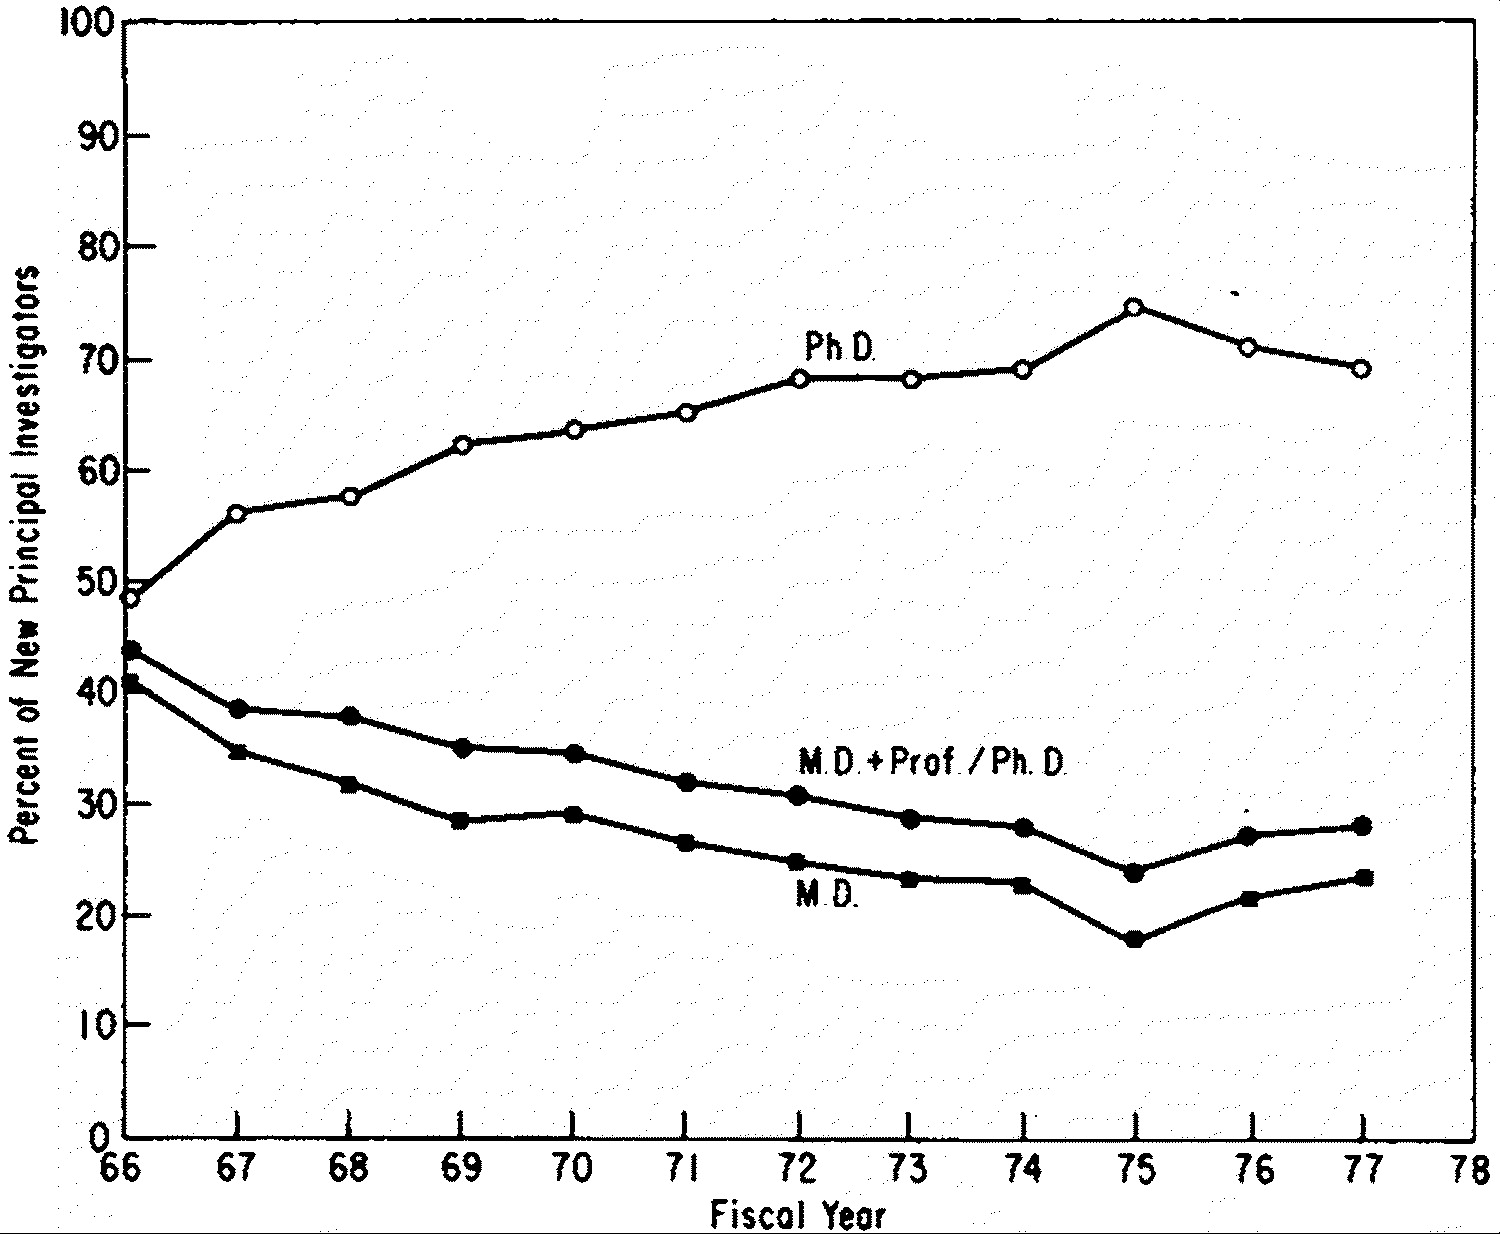 100
90
80
70
60
50
40
30
20
10
0
Percent of New Principal Investigators
Ph D.
M.D.+Prof./Ph.D.
M.D.
66 67 68 69 70 71 72 73 74 75 76 77 78
Fiscal Year